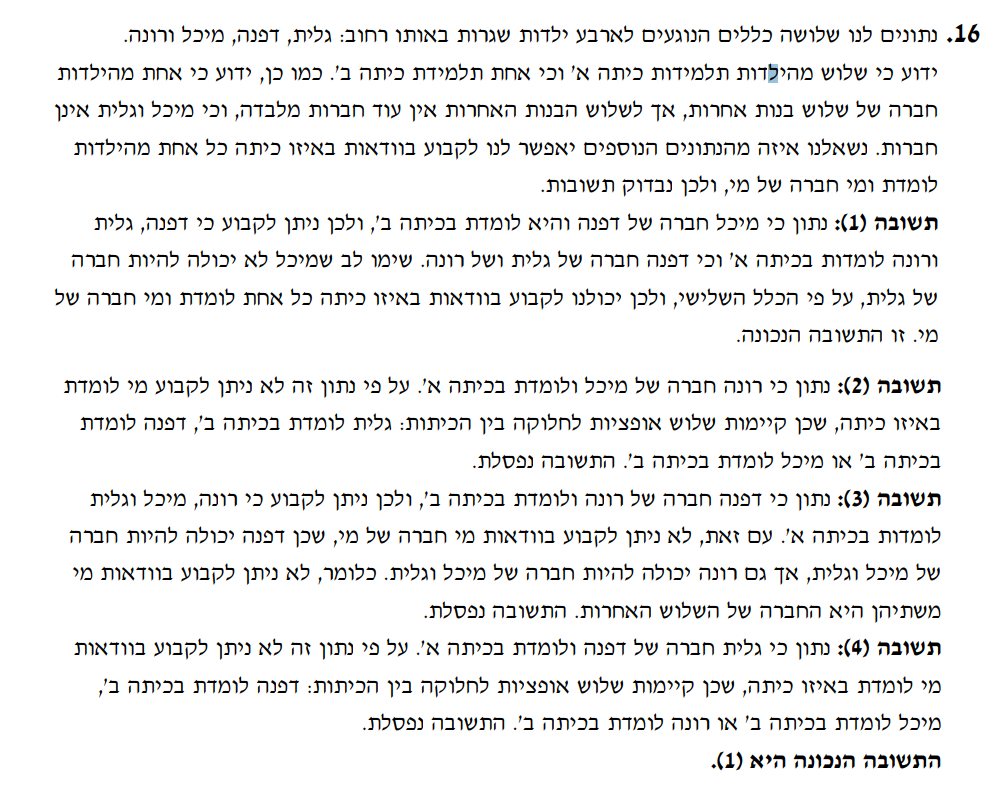 16. נתונים לנו שלושה כללים הנוגעים לארבע ילדות שגרות באותו רחוב: גלית, דפנה, מיכל ורונה.
ידוע כי שלוש מהילדות תלמידות כיתה א' וכי אחת תלמידת כיתה ב'. כמו כן, ידוע כי אחת מהילדות
חברה של שלוש בנות אחרות, אך לשלוש הבנות האחרות אין עוד חברות מלבדה, וכי מיכל וגלית אינן
חברות. נשאלנו איזה מהנתונים הנוספים יאפשר לנו לקבוע בוודאות באיזו כיתה כל אחת מהילדות
לומדת ומי חברה של מי, ולכן נבדוק תשובות.
תשובה (1): נתון כי מיכל חברה של דפנה והיא לומדת בכיתה ב', ולכן ניתן לקבוע כי דפנה, גלית
ורונה לומדות בכיתה א' וכי דפנה חברה של גלית ושל רונה. שימו לב שמיכל לא יכולה להיות חברה
של גלית, על פי הכלל השלישי, ולכן יכולנו לקבוע בוודאות באיזו כיתה כל אחת לומדת ומי חברה של
מי. זו התשובה הנכונה.
תשובה (2): נתון כי רונה חברה של מיכל ולומדת בכיתה א'. על פי נתון זה לא ניתן לקבוע מי לומדת
באיזו כיתה, שכן קיימות שלוש אופציות לחלוקה בין הכיתות: גלית לומדת בכיתה ב', דפנה לומדת
בכיתה ב' או מיכל לומדת בכיתה ב'. התשובה נפסלת.
תשובה (3): נתון כי דפנה חברה של רונה ולומדת בכיתה ב', ולכן ניתן לקבוע כי רונה, מיכל וגלית
לומדות בכיתה א'. עם זאת, לא ניתן לקבוע בוודאות מי חברה של מי, שכן דפנה יכולה להיות חברה
של מיכל וגלית, אך גם רונה יכולה להיות חברה של מיכל וגלית. כלומר, לא ניתן לקבוע בוודאות מי
משתיהן היא החברה של השלוש האחרות. התשובה נפסלת.
תשובה (4): נתון כי גלית חברה של דפנה ולומדת בכיתה א'. על פי נתון זה לא ניתן לקבוע בוודאות
מי לומדת באיזו כיתה, שכן קיימות שלוש אופציות לחלוקה בין הכיתות: דפנה לומדת בכיתה ב',
מיכל לומדת בכיתה ב' או רונה לומדת בכיתה ב'. התשובה נפסלת.
התשובה הנכונה היא (1).